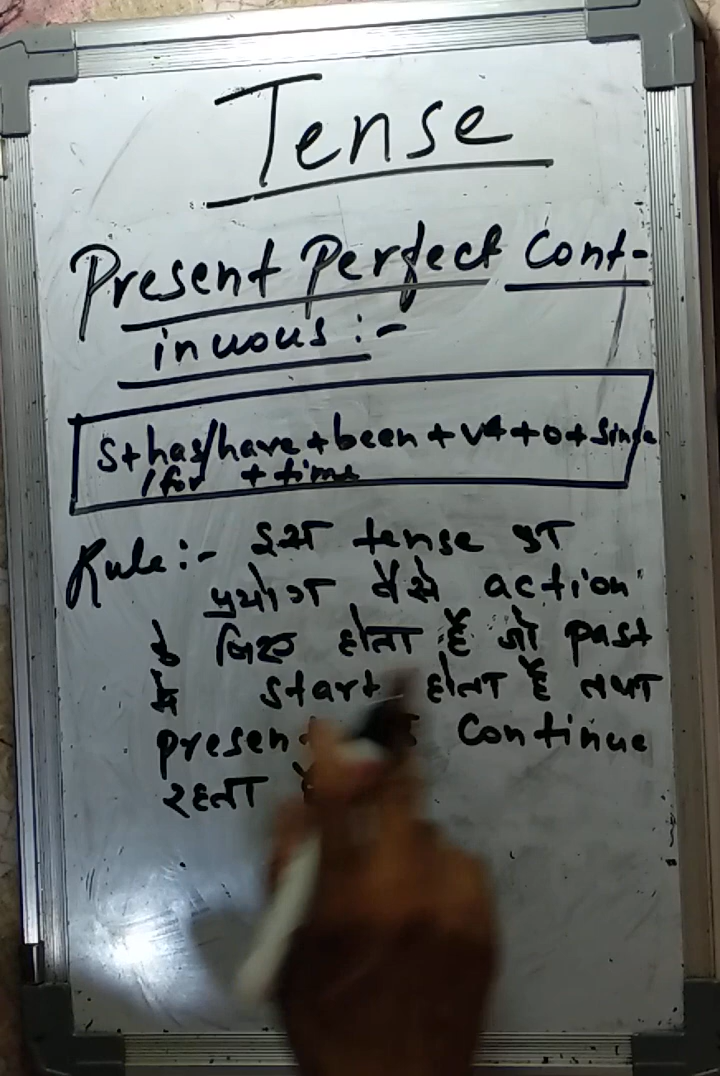 Tense
Present Perfect Cont-
inuous :-
S+has/have+been+v4+o+Since
/for + time
Rule:- इस tense का
प्रयोग वैसे action
के लिए होता है जो past
में start होता है तथा
present continue
रहता